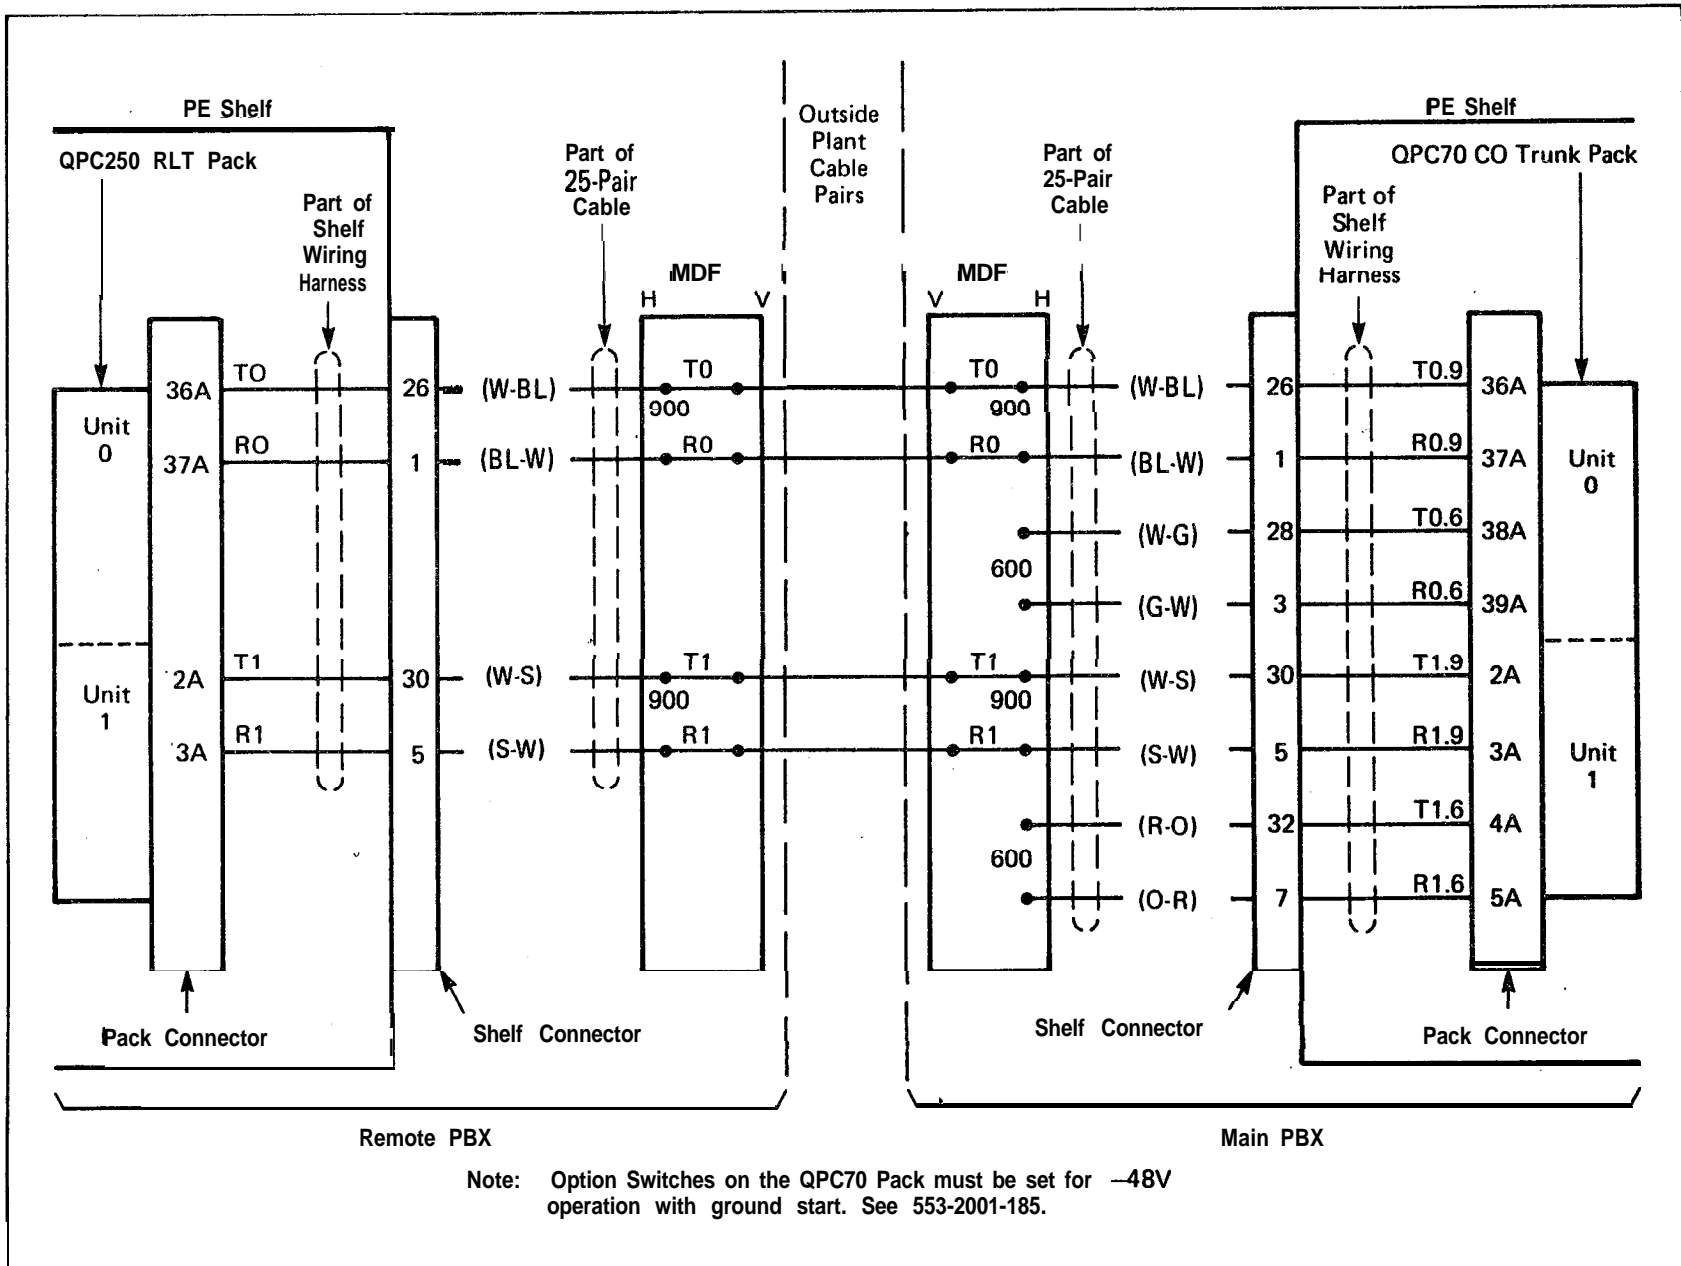 PE Shelf
QPC250 RLT Pack
Part of
Shelf
Wiring
Harness
Part of
25-Pair
Cable
MDF
H
V
Outside
Plant
Cable
Pairs
MDF
V
H
Part of
25-Pair
Cable
PE Shelf
QPC70 CO Trunk Pack
Part of
Shelf
Wiring
Harness
36A TO 26 (W-BL) T0 T0 (W-BL) 26 T0.9 36A
900 900
Unit
0
37A RO 1 (BL-W) R0 R0 (BL-W) 1 R0.9 37A
Unit
0
(W-G) 28 T0.6 38A
600
(G-W) 3 R0.6 39A
2A T1 30 (W-S) T1 T1 (W-S) 30 T1.9 2A
900 900
Unit
1
3A R1 5 (S-W) R1 R1 (S-W) 5 R1.9 3A
Unit
1
(R-O) 32 T1.6 4A
600
(O-R) 7 R1.6 5A
Pack Connector
Shelf Connector
Shelf Connector
Pack Connector
Remote PBX
Main PBX
Note: Option Switches on the QPC70 Pack must be set for —48V
operation with ground start. See 553-2001-185.